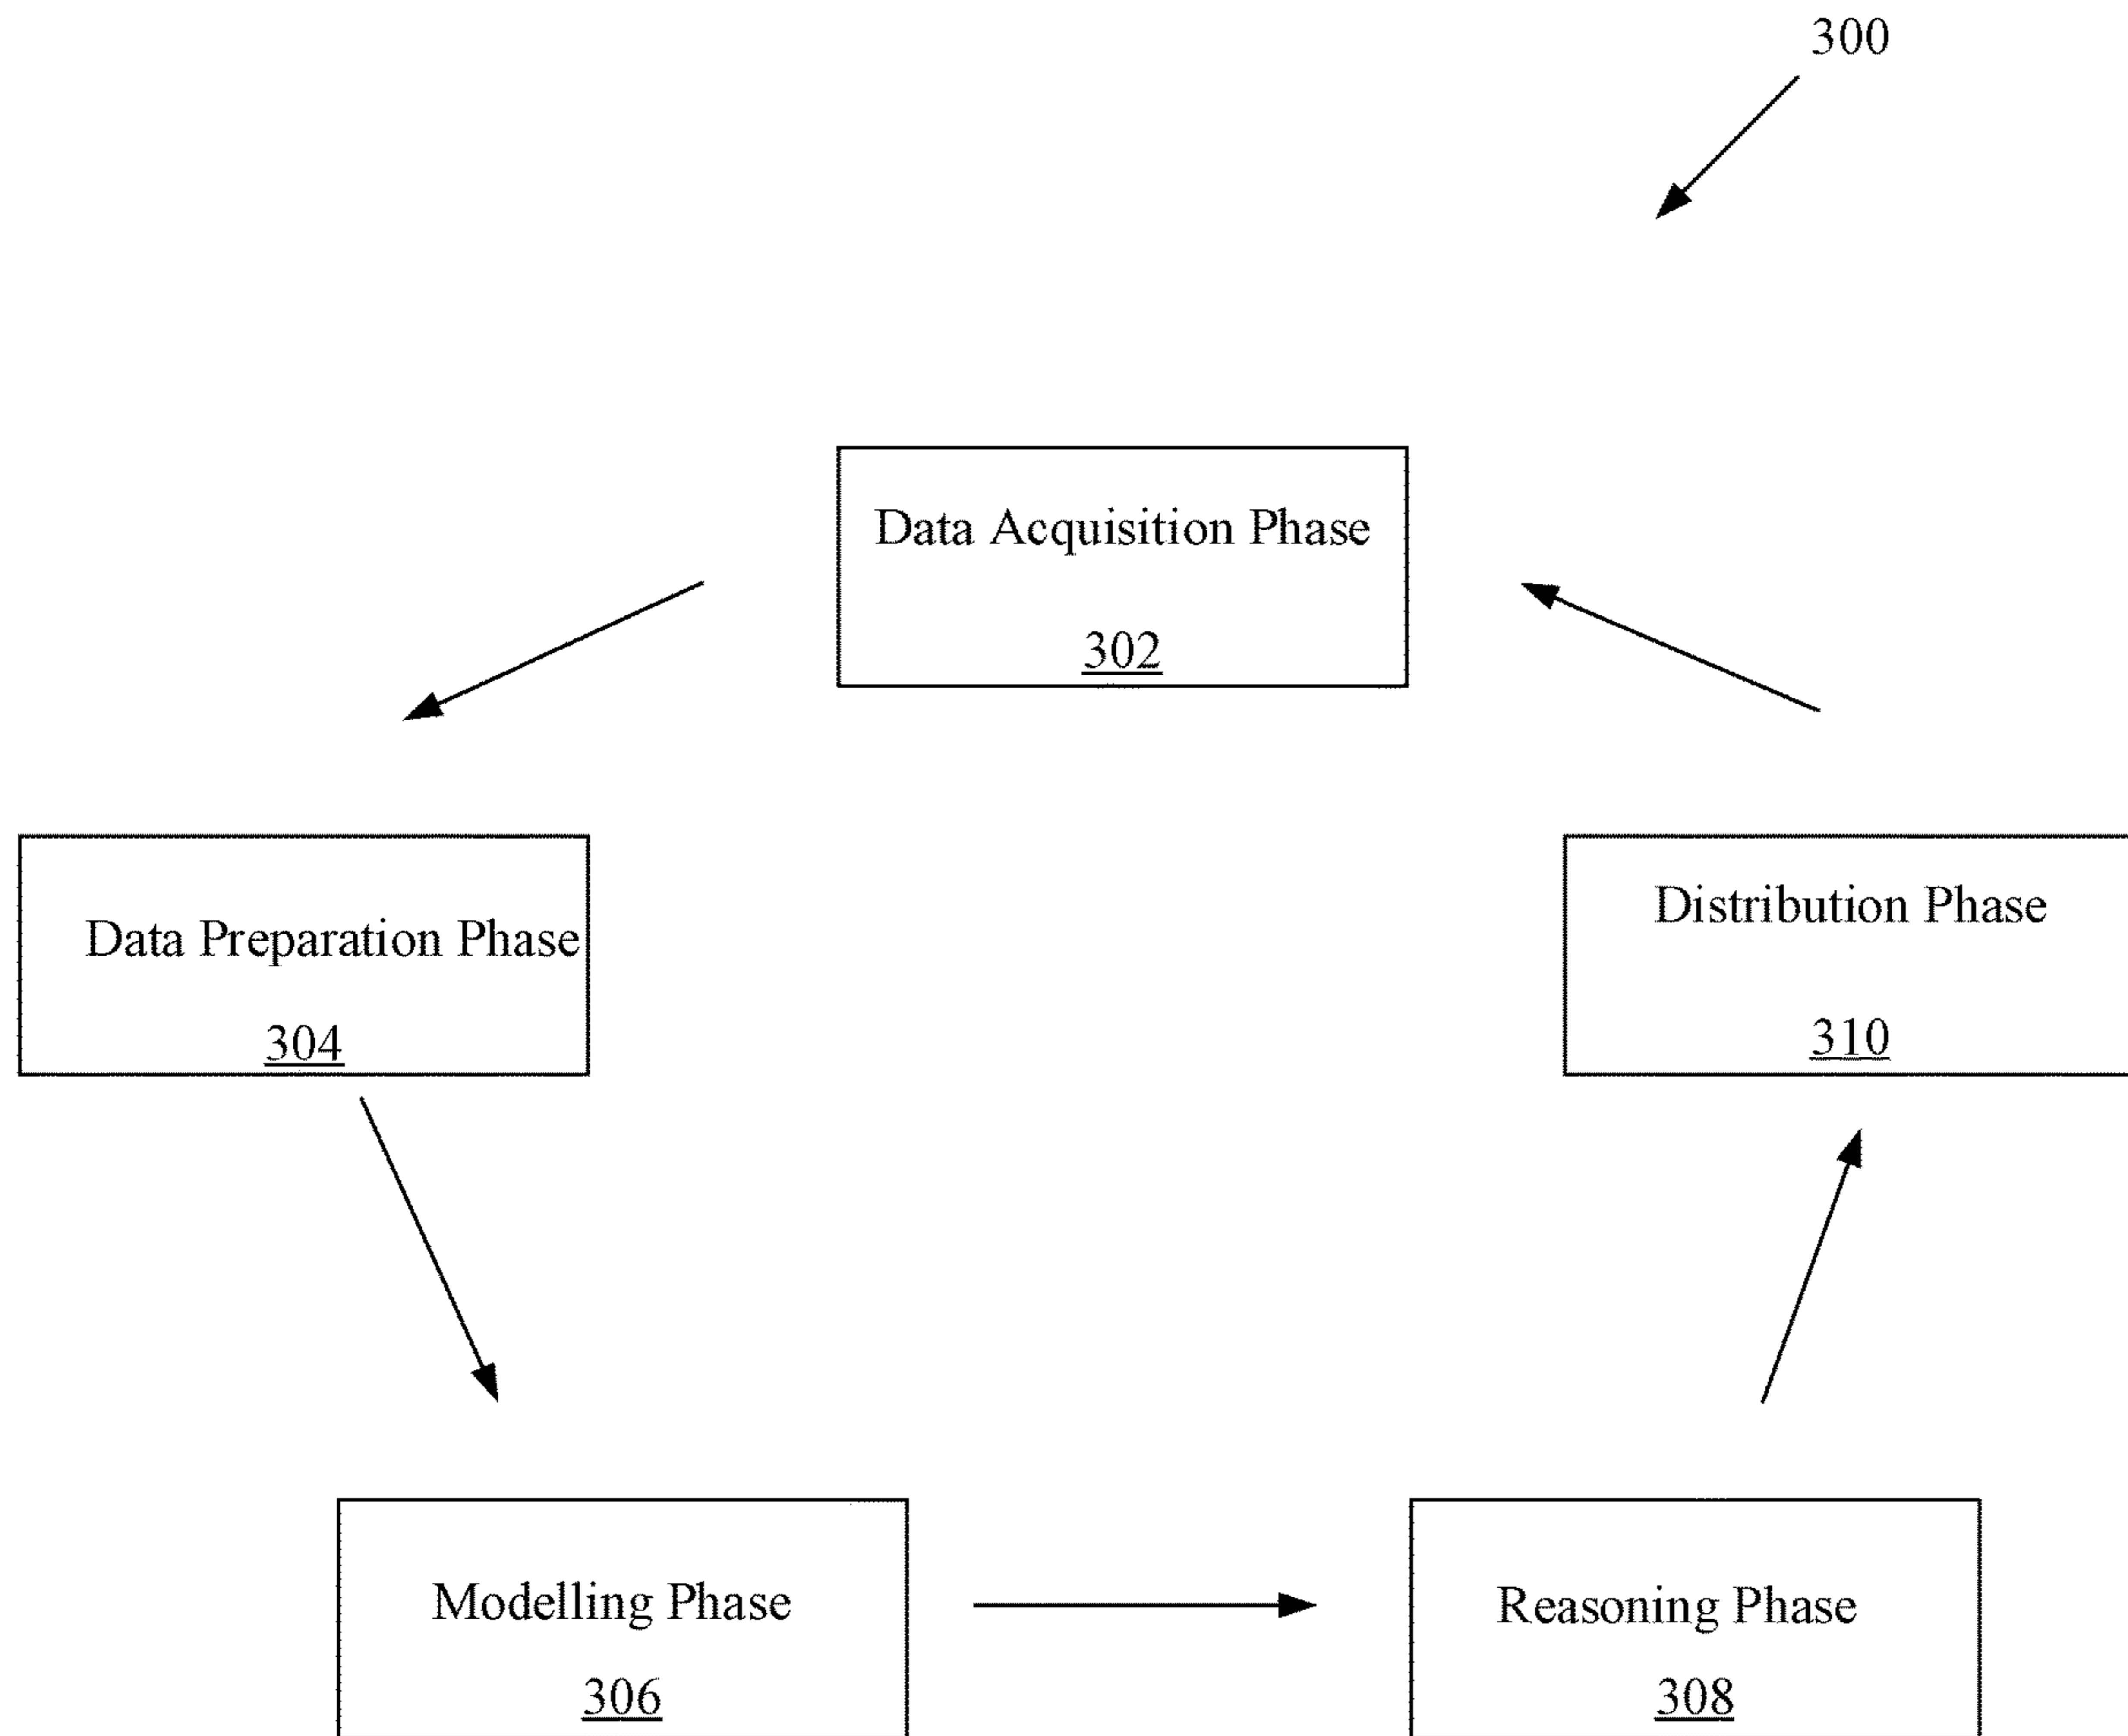 300
Data Acquisition Phase
302
Data Preparation Phase
304
Distribution Phase
310
Modelling Phase
306
Reasoning Phase
308